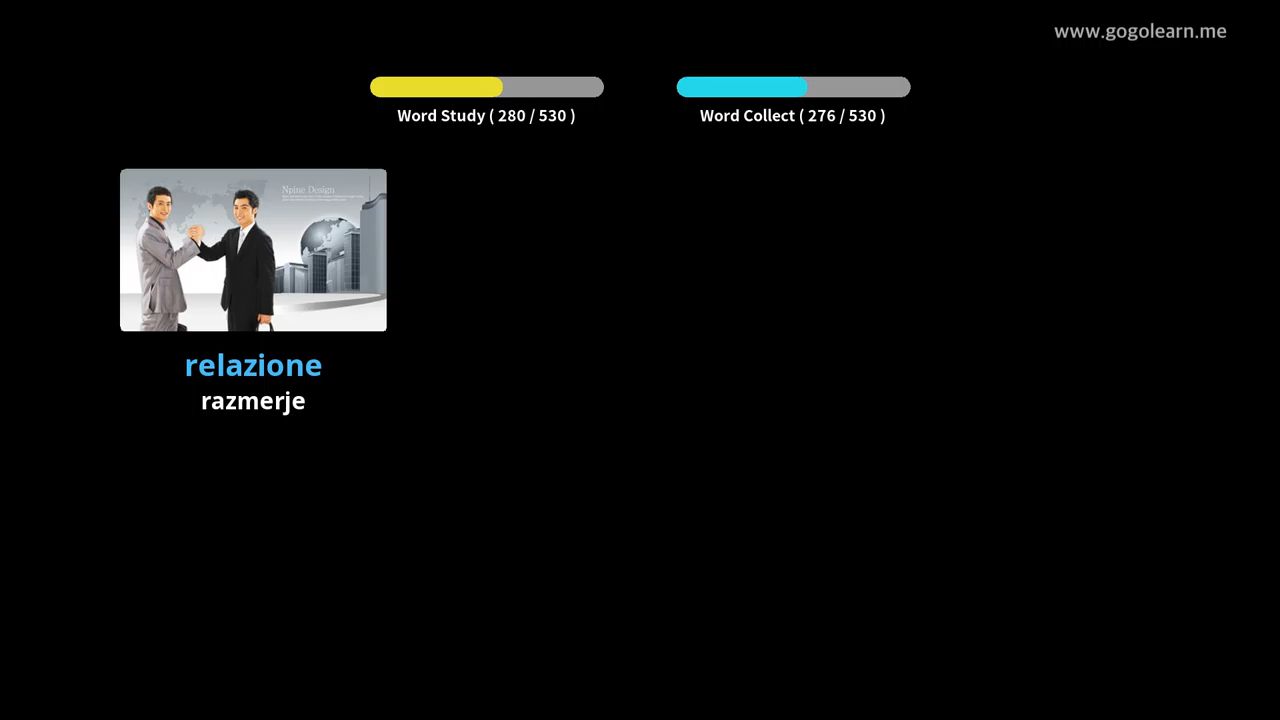 www.gogolearn.me
Word Study ( 280 / 530 )
Word Collect ( 276 / 530 )
Npine Design
relazione
razmerje